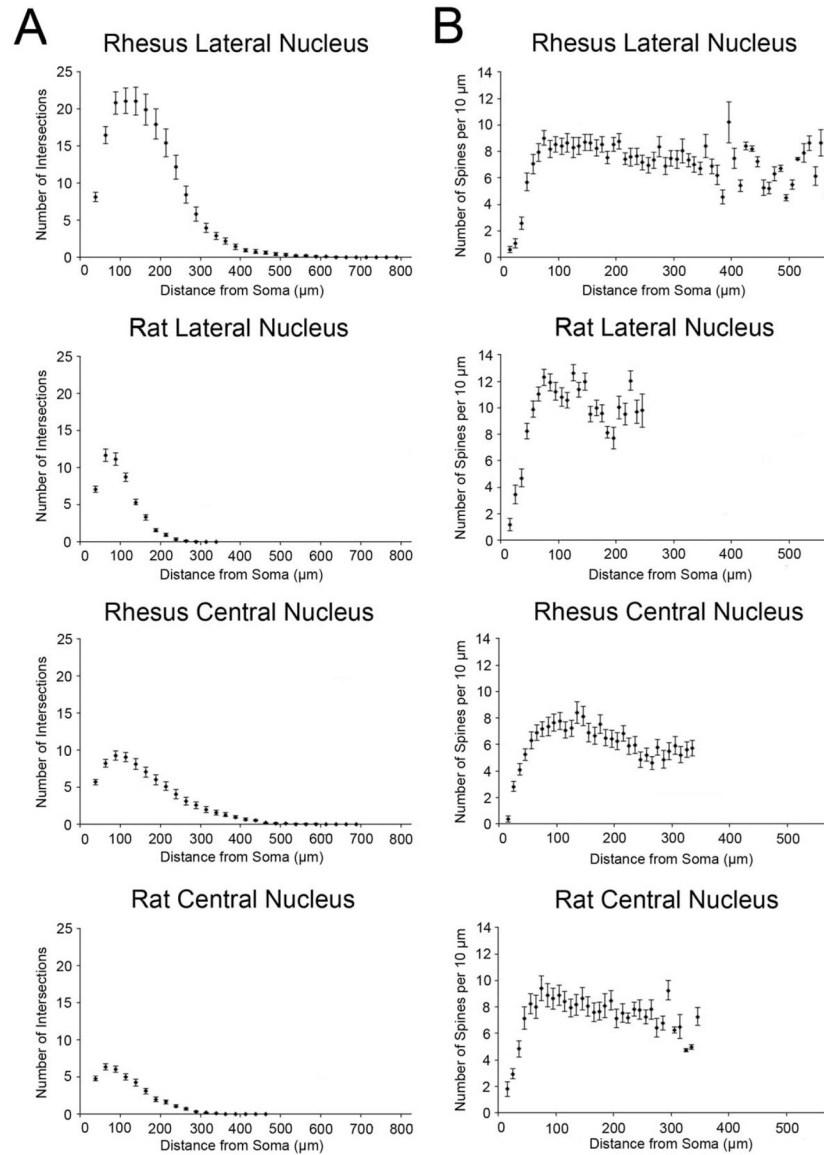 A
B
Rhesus Lateral Nucleus
Number of Intersections
25
20
15
10
5
0
0 100 200 300 400 500 600 700 800
Distance from Soma (µm)
Rhesus Lateral Nucleus
Number of Spines per 10 µm
14
12
10
8
6
4
2
0
0 100 200 300 400 500
Distance from Soma (µm)
Rat Lateral Nucleus
Number of Intersections
25
20
15
10
5
0
0 100 200 300 400 500 600 700 800
Distance from Soma (µm)
Rat Lateral Nucleus
Number of Spines per 10 µm
14
12
10
8
6
4
2
0
0 100 200 300 400 500
Distance from Soma (µm)
Rhesus Central Nucleus
Number of Intersections
25
20
15
10
5
0
0 100 200 300 400 500 600 700 800
Distance from Soma (µm)
Rhesus Central Nucleus
Number of Spines per 10 µm
14
12
10
8
6
4
2
0
0 100 200 300 400 500
Distance from Soma (µm)
Rat Central Nucleus
Number of Intersections
25
20
15
10
5
0
0 100 200 300 400 500 600 700 800
Distance from Soma (µm)
Rat Central Nucleus
Number of Spines per 10 µm
14
12
10
8
6
4
2
0
0 100 200 300 400 500
Distance from Soma (µm)